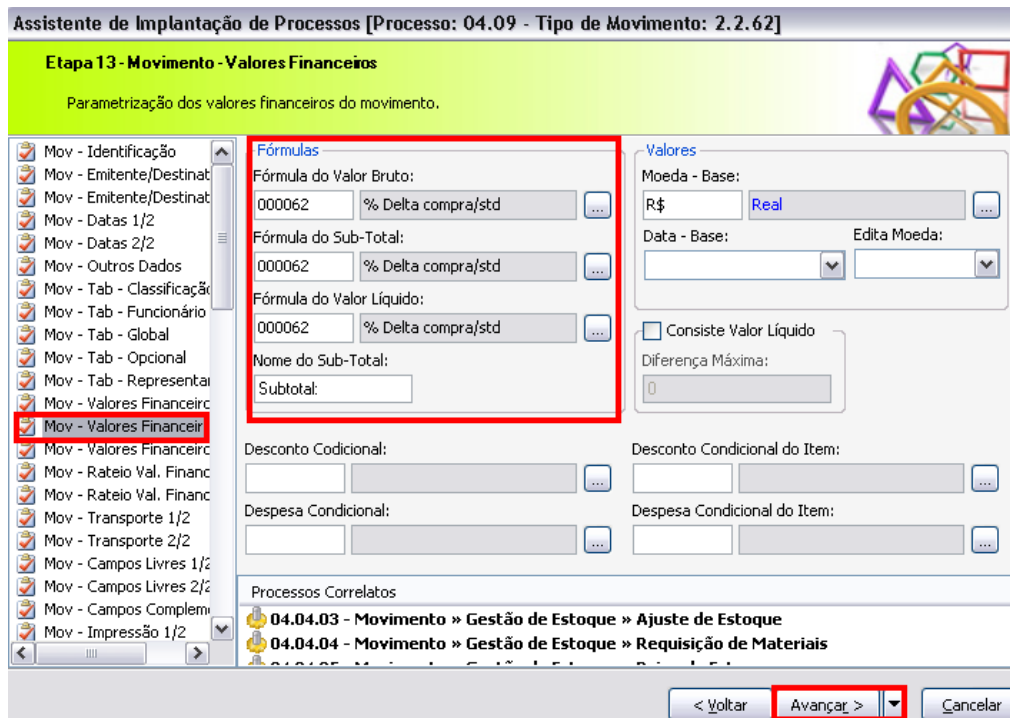 Assistente de Implantação de Processos [Processo: 04.09 - Tipo de Movimento: 2.2.62]
Etapa 13 - Movimento - Valores Financeiros
Parametrização dos valores financeiros do movimento.
Mov - Identificação
Mov - Emitente/Destinat
Mov - Emitente/Destinat
Mov - Datas 1/2
Mov - Datas 2/2
Mov - Outros Dados
Mov - Tab - Classificaçã
Mov - Tab - Funcionário
Mov - Tab - Global
Mov - Tab - Opcional
Mov - Tab - Representa
Mov - Valores Financeiro
Mov - Valores Financeir
Mov - Valores Financeiro
Mov - Rateio Val. Financ
Mov - Rateio Val. Financ
Mov - Transporte 1/2
Mov - Transporte 2/2
Mov - Campos Livres 1/2
Mov - Campos Livres 2/2
Mov - Campos Complem
Mov - Impressão 1/2
Fórmulas
Fórmula do Valor Bruto:
000062 % Delta compra/std ...
Fórmula do Sub-Total:
000062 % Delta compra/std ...
Fórmula do Valor Líquido:
000062 % Delta compra/std ...
Nome do Sub-Total:
Subtotal:
Valores
Moeda - Base:
R$ Real ...
Data - Base: Edita Moeda:
Consiste Valor Líquido
Diferença Máxima:
0
Desconto Codicional: Desconto Condicional do Item:
... ...
Despesa Condicional: Despesa Condicional do Item:
... ...
Processos Correlatos
04.04.03 - Movimento » Gestão de Estoque » Ajuste de Estoque
04.04.04 - Movimento » Gestão de Estoque » Requisição de Materiais
< Voltar Avançar > Cancelar